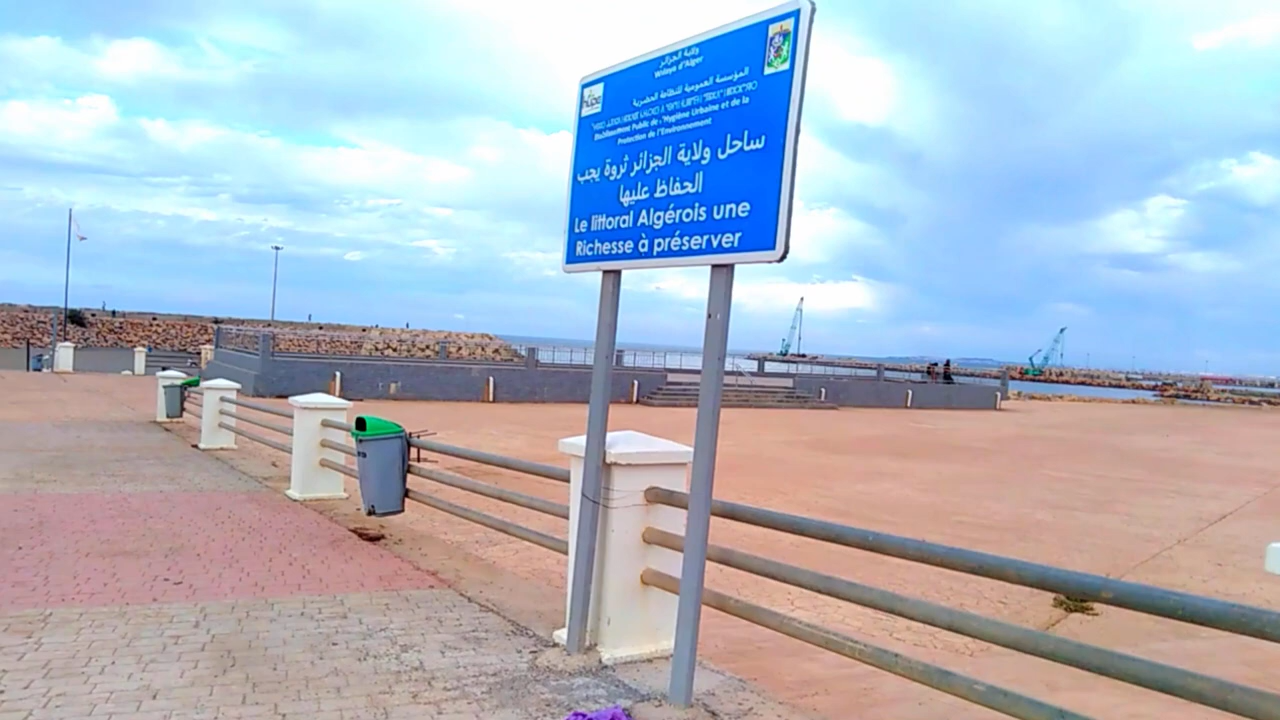 ولاية الجزائر
Wilaya d'Alger
hupe
المؤسسة العمومية للنظافة الحضرية
Etablissement Public de l'Hygiène Urbaine et de la
Protection de l'Environnement
ساحل ولاية الجزائر ثروة يجب
الحفاظ عليها
Le littoral Algérois une
Richesse à préserver